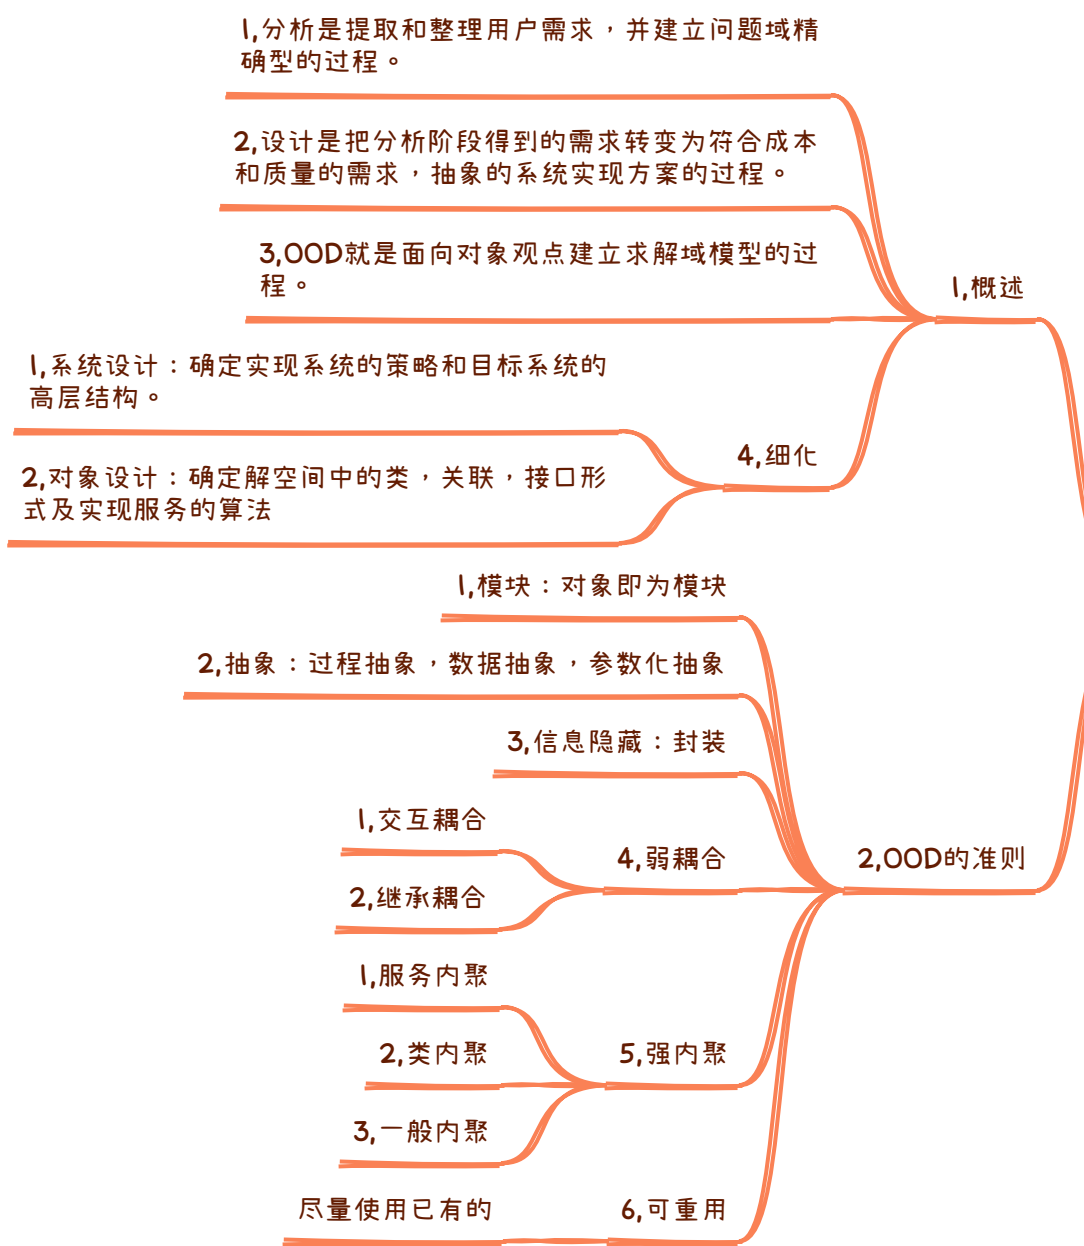 1,分析是提取和整理用户需求，并建立问题域精
确型的过程。
2,设计是把分析阶段得到的需求转变为符合成本
和质量的需求，抽象的系统实现方案的过程。
3,OOD就是面向对象观点建立求解域模型的过
程。
1,概述
1,系统设计：确定实现系统的策略和目标系统的
高层结构。
4,细化
2,对象设计：确定解空间中的类，关联，接口形
式及实现服务的算法
1,模块：对象即为模块
2,抽象：过程抽象，数据抽象，参数化抽象
3,信息隐藏：封装
1,交互耦合
4,弱耦合
2,OOD的准则
2,继承耦合
1,服务内聚
2,类内聚
5,强内聚
3,一般内聚
尽量使用已有的
6,可重用